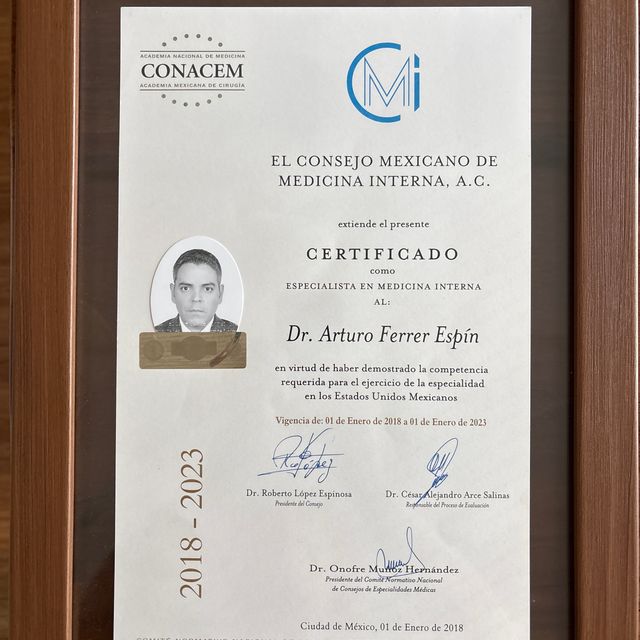 ACADEMIA NACIONAL DE MEDICINA
CONACEM
ACADEMIA MEXICANA DE CIRUGÍA
CMi
EL CONSEJO MEXICANO DE
MEDICINA INTERNA, A.C.
extiende el presente
CERTIFICADO
como
ESPECIALISTA EN MEDICINA INTERNA
AL:
Dr. Arturo Ferrer Espín
en virtud de haber demostrado la competencia
requerida para el ejercicio de la especialidad
en los Estados Unidos Mexicanos
Vigencia de: 01 de Enero de 2018 a 01 de Enero de 2023
2018 - 2023
Dr. Roberto López Espinosa
Presidente del Consejo
Dr. César Alejandro Arce Salinas
Responsable del Proceso de Evaluación
Dr. Onofre Muñoz Hernández
Presidente del Comité Normativo Nacional
de Consejos de Especialidades Médicas
Ciudad de México, 01 de Enero de 2018